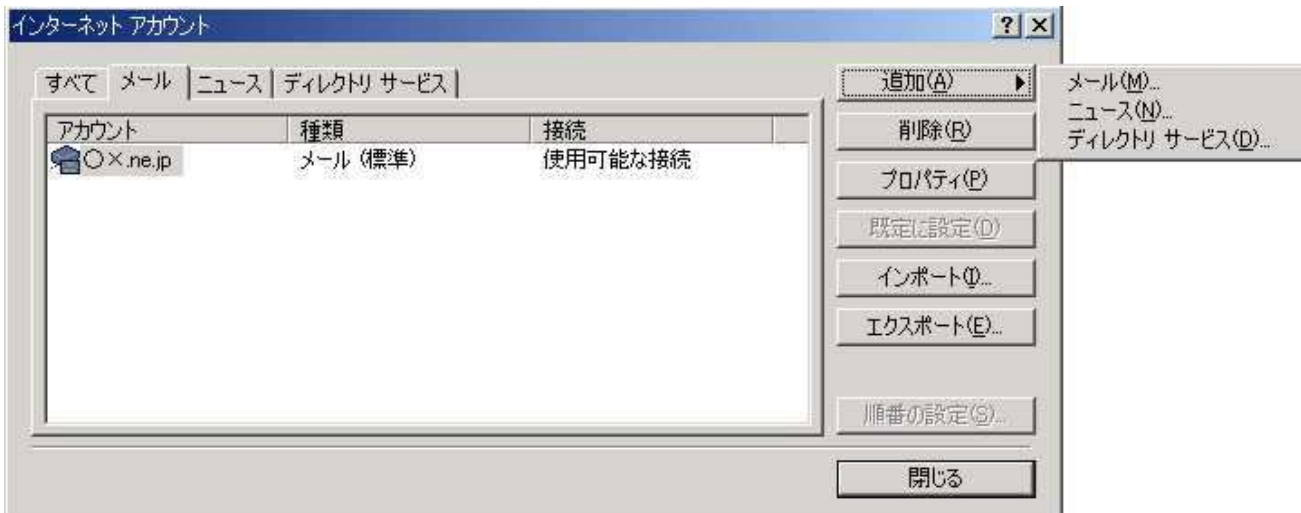 インターネット アカウント
すべて メール ニュース ディレクトリ サービス
アカウント 種類 接続
○×.ne.jp メール (標準) 使用可能な接続
追加(A)
削除(R)
プロパティ(P)
既定に設定(D)
インポート(I)...
エクスポート(E)...
順番の設定(S)...
閉じる
メール(M)...
ニュース(N)...
ディレクトリ サービス(D)...